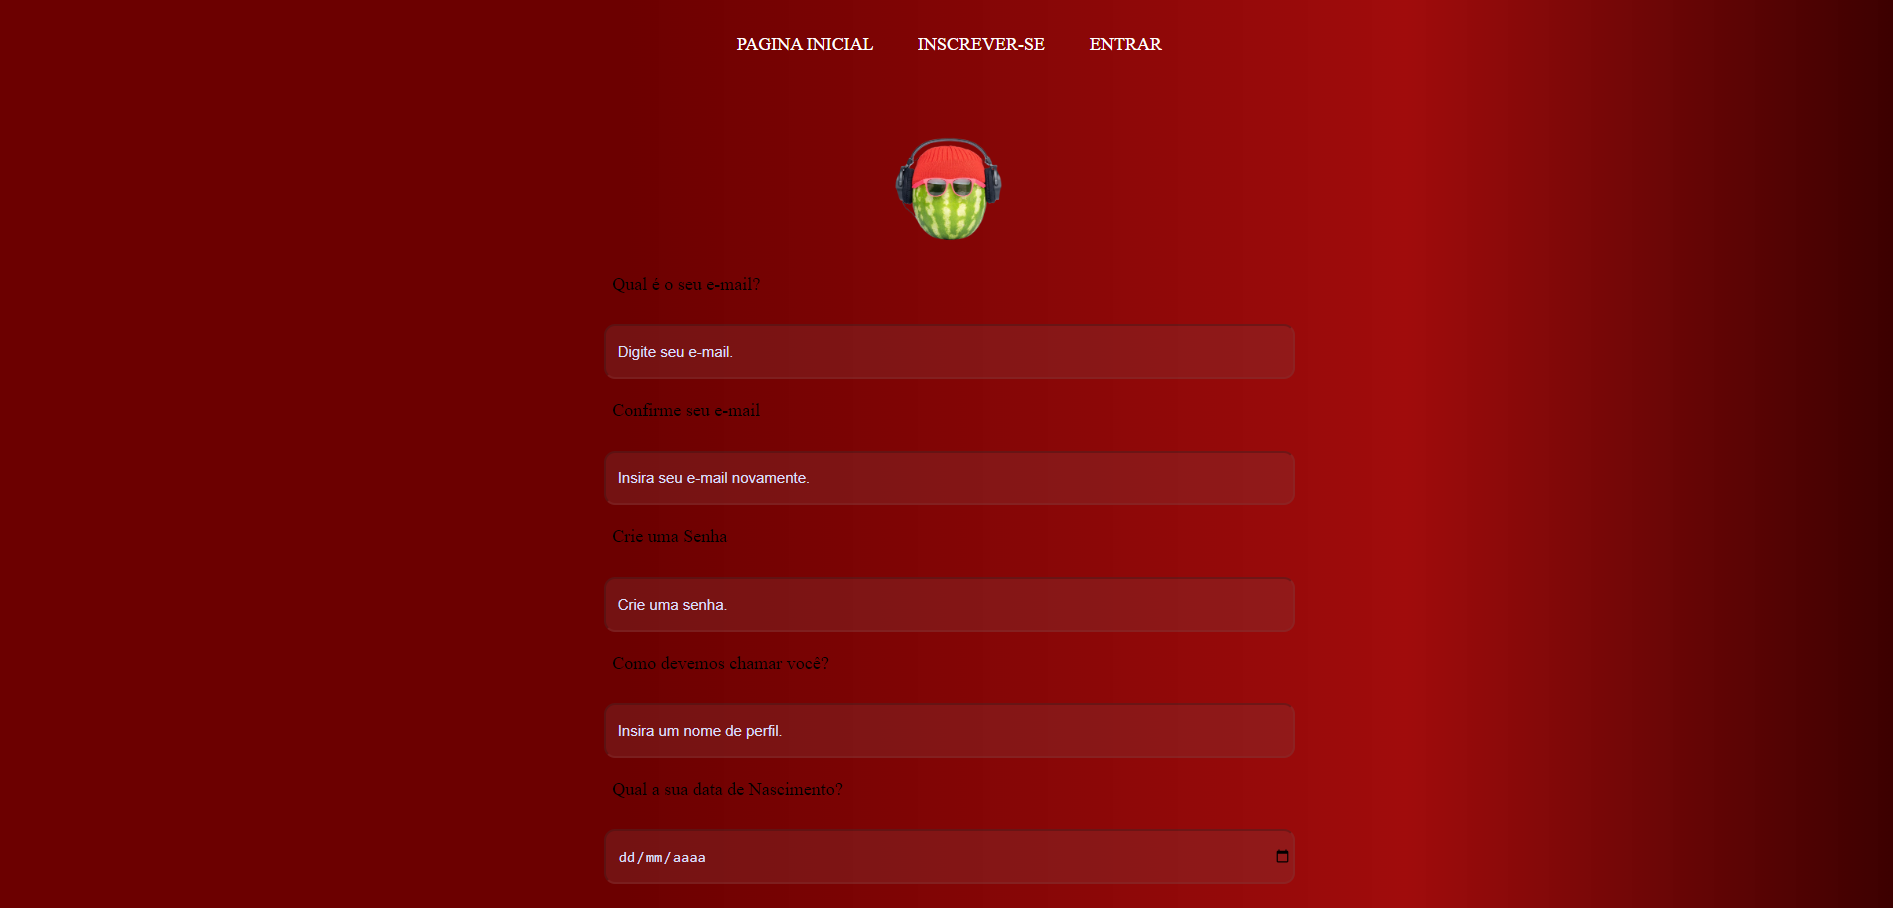 PAGINA INICIAL INSCREVER-SE ENTRAR
Qual é o seu e-mail?
Digite seu e-mail.
Confirme seu e-mail
Insira seu e-mail novamente.
Crie uma Senha
Crie uma senha.
Como devemos chamar você?
Insira um nome de perfil.
Qual a sua data de Nascimento?
dd/mm/aaaa